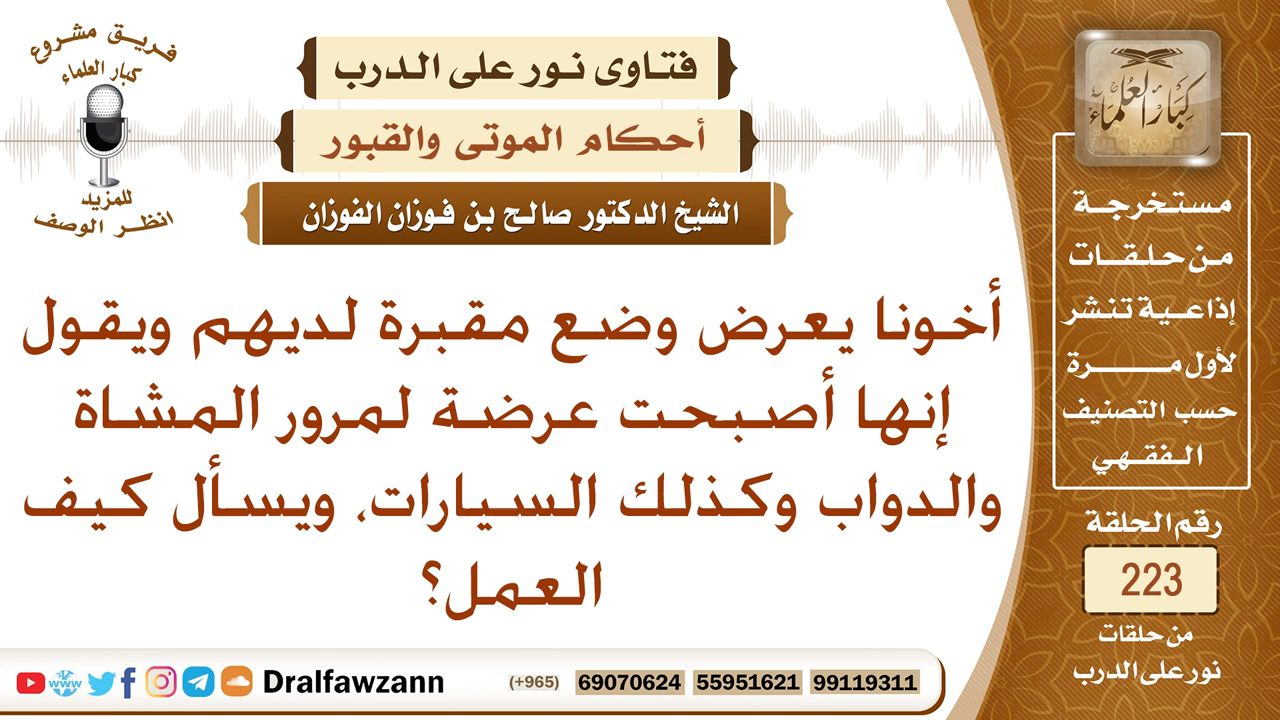 فريق مشروع
كبار العلماء
للمزيد
انظر الوصف
فتاوى نور على الدرب
أحكام الموتى والقبور
الشيخ الدكتور صالح بن فوزان الفوزان
أخونا يعرض وضع مقبرة لديهم ويقول
إنها أصبحت عرضة لمرور المشاة
والدواب وكذلك السيارات، ويسأل كيف
العمل؟
كبار العلماء
مستخرجة
من حلقات
إذاعية تنشر
لأول مرة
حسب التصنيف
الفقهي
رقم الحلقة
223
من حلقات
نور على الدرب
www Dralfawzann (+965) 69070624 55951621 99119311